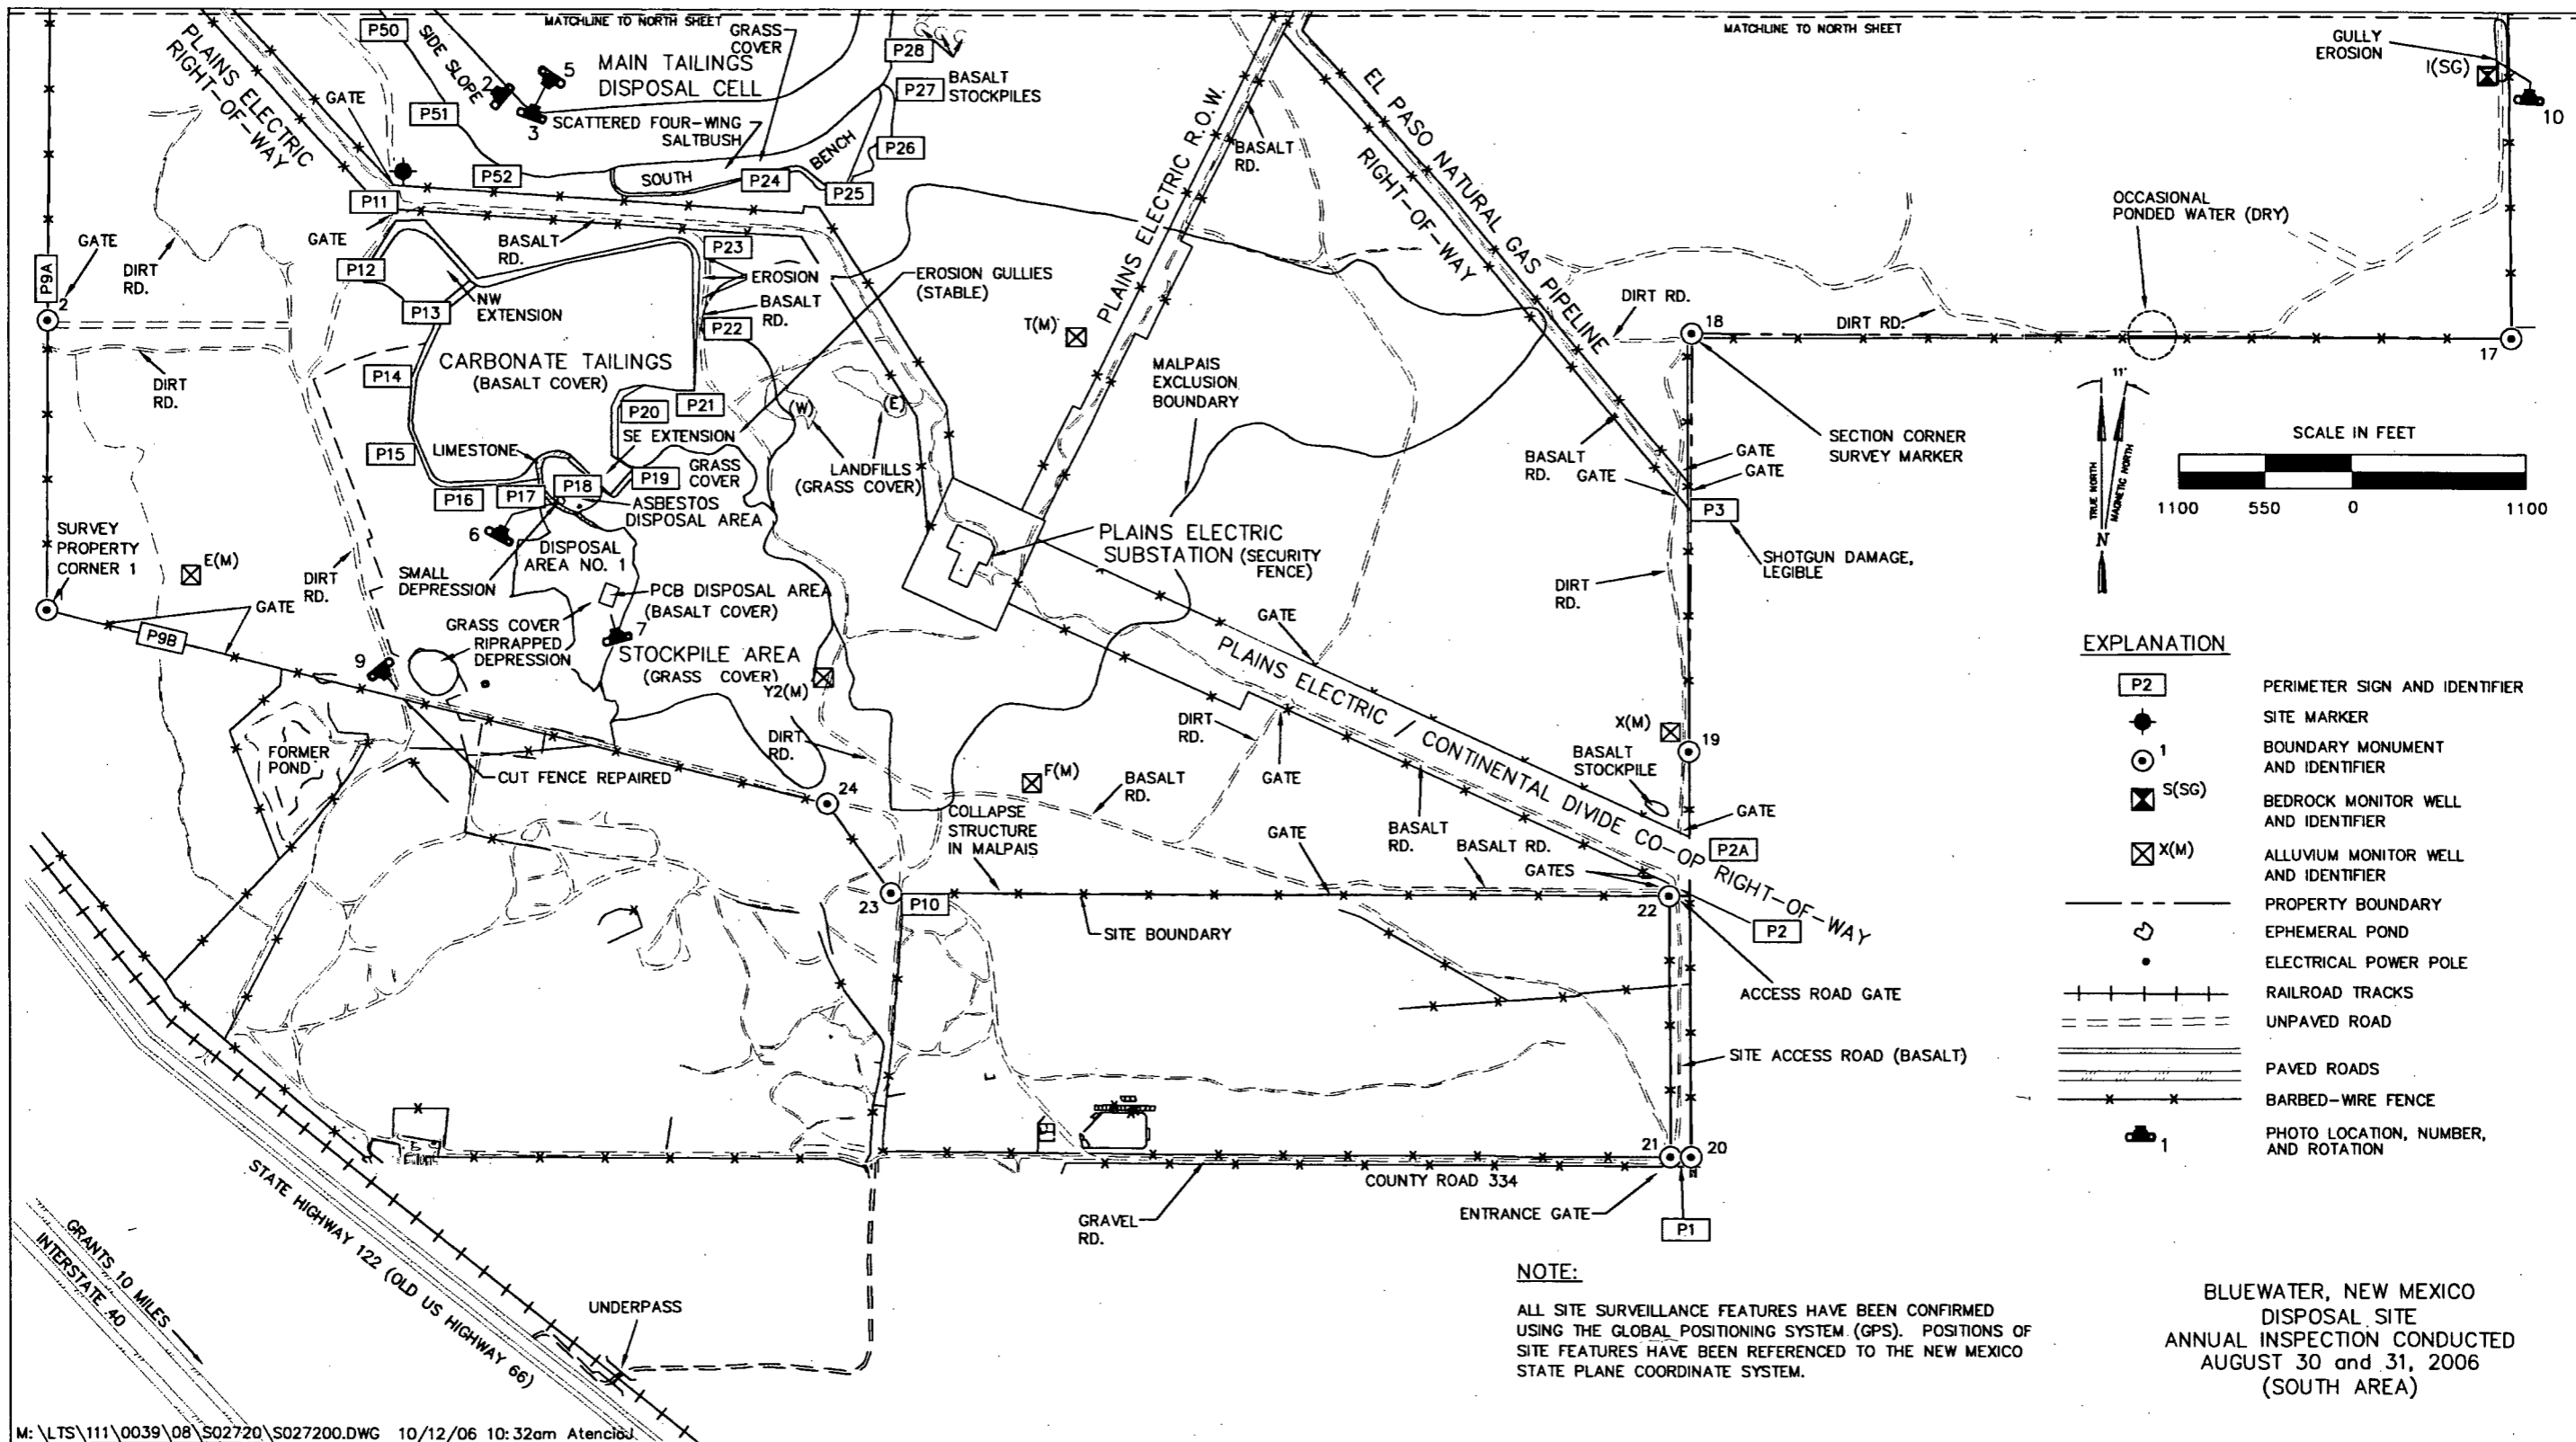 MATCHLINE TO NORTH SHEET
MATCHLINE TO NORTH SHEET
P50
SIDE SLOPE
PLAINS ELECTRIC
RIGHT-OF-WAY
GATE
2
5
3
MAIN TAILINGS
DISPOSAL CELL
GRASS
COVER
SCATTERED FOUR-WING
SALTBUSH
P28
P27
BASALT
STOCKPILES
P26
P51
P52
SOUTH
BENCH
P24
P25
P11
GATE
BASALT
RD.
P23
EROSION
BASALT
RD.
P22
EROSION GULLIES
(STABLE)
P9A
GATE
2
DIRT
RD.
DIRT
RD.
P12
P13
NW
EXTENSION
CARBONATE TAILINGS
(BASALT COVER)
P14
P15
P16
P17
P18
P19
P20
P21
SE EXTENSION
LIMESTONE
GRASS
COVER
ASBESTOS
DISPOSAL AREA
(W)
(E)
LANDFILLS
(GRASS COVER)
6
DISPOSAL
AREA NO. 1
SMALL
DEPRESSION
PCB DISPOSAL AREA
(BASALT COVER)
GRASS COVER
RIPRAPPED
DEPRESSION
7
STOCKPILE AREA
(GRASS COVER)
Y2(M)
SURVEY
PROPERTY
CORNER 1
E(M)
DIRT
RD.
GATE
P9B
9
FORMER
POND
CUT FENCE REPAIRED
DIRT
RD.
24
23
P10
COLLAPSE
STRUCTURE
IN MALPAIS
F(M)
BASALT
RD.
PLAINS ELECTRIC R.O.W.
BASALT
RD.
T(M)
EL PASO NATURAL GAS PIPELINE
RIGHT-OF-WAY
MALPAIS
EXCLUSION
BOUNDARY
PLAINS ELECTRIC
SUBSTATION (SECURITY
FENCE)
GATE
PLAINS ELECTRIC / CONTINENTAL DIVIDE CO-OP RIGHT-OF-WAY
DIRT
RD.
GATE
GATE
BASALT
RD.
BASALT RD.
GATES
BASALT
STOCKPILE
X(M)
19
GATE
P2A
22
P2
SITE BOUNDARY
ACCESS ROAD GATE
SITE ACCESS ROAD (BASALT)
21
20
COUNTY ROAD 334
ENTRANCE GATE
P1
GRAVEL
RD.
UNDERPASS
STATE HIGHWAY 122 (OLD US HIGHWAY 66)
GRANTS 10 MILES
INTERSTATE 40
DIRT RD.
18
DIRT RD.
SECTION CORNER
SURVEY MARKER
BASALT
RD.
GATE
GATE
GATE
P3
SHOTGUN DAMAGE,
LEGIBLE
DIRT
RD.
OCCASIONAL
PONDED WATER (DRY)
GULLY
EROSION
I(SG)
10
17
11'
TRUE NORTH
MAGNETIC NORTH
N
SCALE IN FEET
1100 550 0 1100
EXPLANATION
P2 PERIMETER SIGN AND IDENTIFIER
SITE MARKER
1 BOUNDARY MONUMENT
AND IDENTIFIER
S(SG) BEDROCK MONITOR WELL
AND IDENTIFIER
X(M) ALLUVIUM MONITOR WELL
AND IDENTIFIER
PROPERTY BOUNDARY
EPHEMERAL POND
ELECTRICAL POWER POLE
RAILROAD TRACKS
UNPAVED ROAD
PAVED ROADS
BARBED-WIRE FENCE
1 PHOTO LOCATION, NUMBER,
AND ROTATION
NOTE:
ALL SITE SURVEILLANCE FEATURES HAVE BEEN CONFIRMED
USING THE GLOBAL POSITIONING SYSTEM (GPS). POSITIONS OF
SITE FEATURES HAVE BEEN REFERENCED TO THE NEW MEXICO
STATE PLANE COORDINATE SYSTEM.
BLUEWATER, NEW MEXICO
DISPOSAL SITE
ANNUAL INSPECTION CONDUCTED
AUGUST 30 and 31, 2006
(SOUTH AREA)
M:\LTS\111\0039\08\S02720\S027200.DWG 10/12/06 10:32am AtencioJ